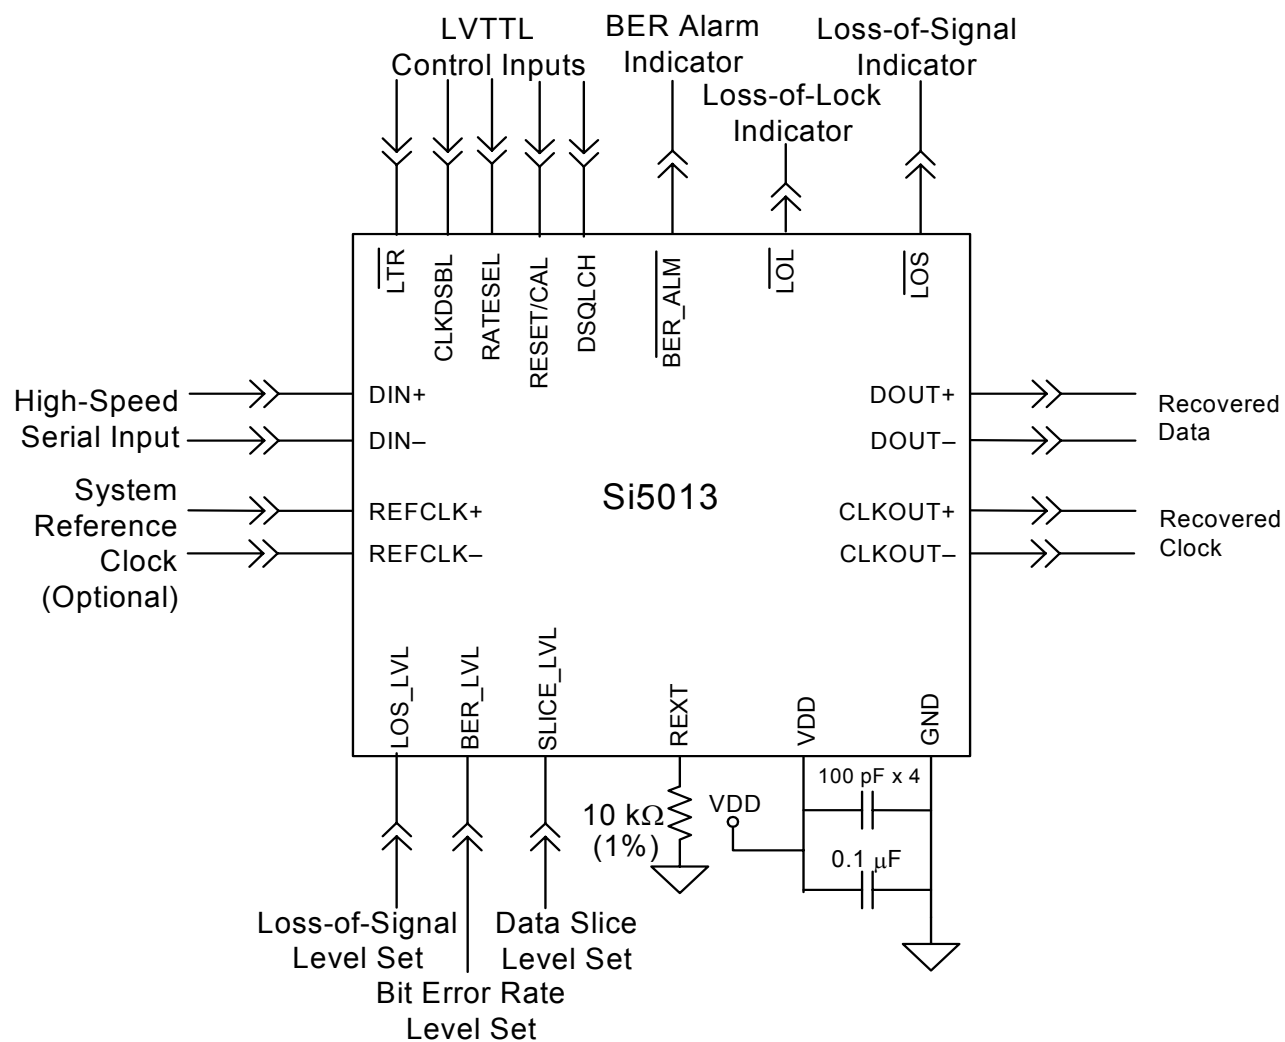 LVTTL
Control Inputs
BER Alarm
Indicator
Loss-of-Lock
Indicator
Loss-of-Signal
Indicator
LTR
CLKDSBL
RATESEL
RESET/CAL
DSQLCH
BER_ALM
LOL
LOS
High-Speed
Serial Input
DIN+
DIN–
System
Reference
Clock
(Optional)
REFCLK+
REFCLK–
Si5013
DOUT+
DOUT–
Recovered
Data
CLKOUT+
CLKOUT–
Recovered
Clock
LOS_LVL
BER_LVL
SLICE_LVL
REXT
VDD
GND
10 kΩ
(1%)
VDD
100 pF x 4
0.1 μF
Loss-of-Signal
Level Set
Bit Error Rate
Level Set
Data Slice
Level Set